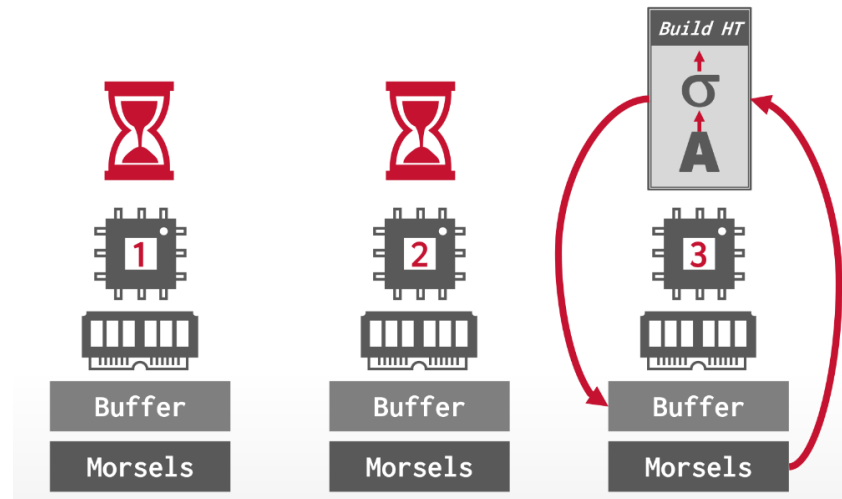 Build HT
σ
A
1
2
3
Buffer
Buffer
Buffer
Morsels
Morsels
Morsels